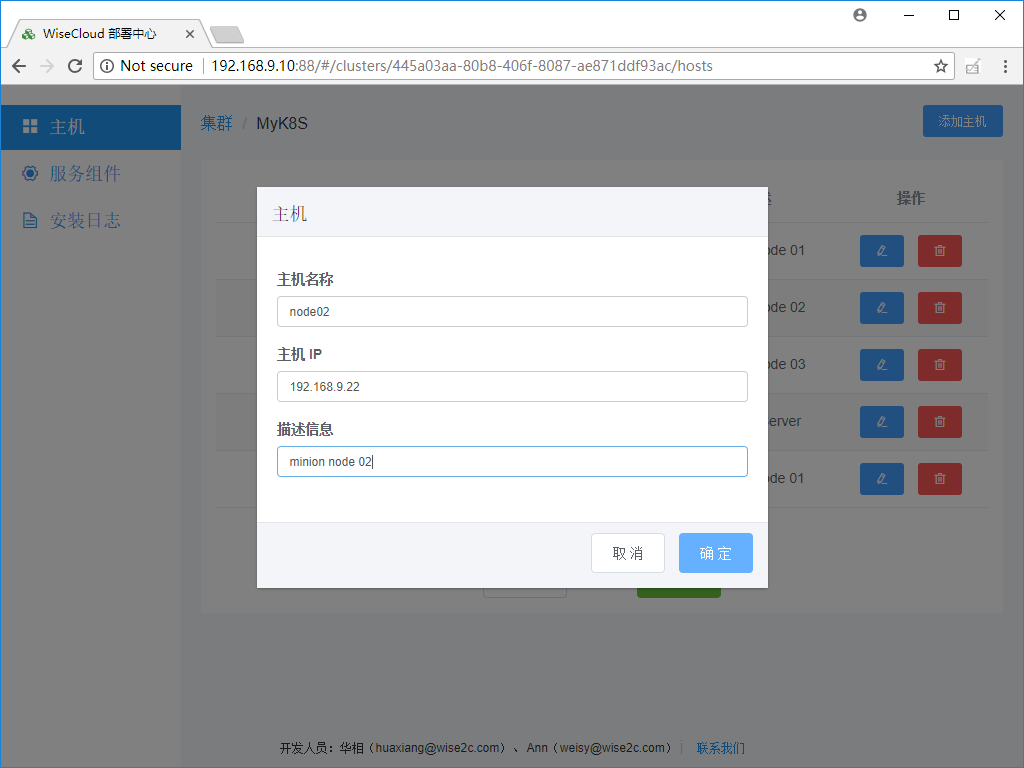 WiseCloud 部署中心
Not secure 192.168.9.10:88/#/clusters/445a03aa-80b8-406f-8087-ae871ddf93ac/hosts
主机
服务组件
安装日志
集群 / MyK8S
添加主机
操作
ode 01
ode 02
ode 03
erver
ode 01
主机
主机名称
node02
主机 IP
192.168.9.22
描述信息
minion node 02
取 消
确 定
开发人员：华相（huaxiang@wise2c.com）、Ann（weisy@wise2c.com） | 联系我们